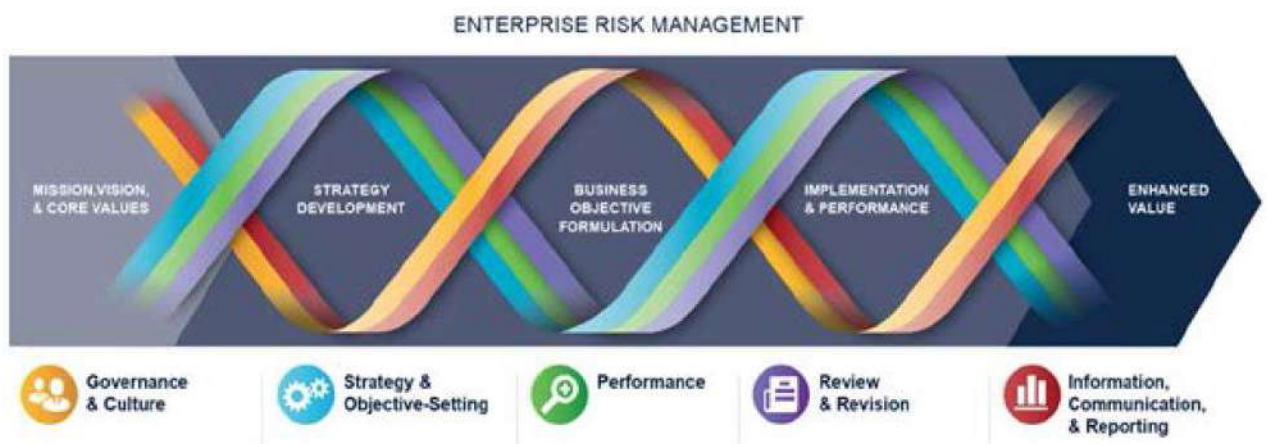 ENTERPRISE RISK MANAGEMENT
MISSION,VISION,
& CORE VALUES
STRATEGY
DEVELOPMENT
BUSINESS
OBJECTIVE
FORMULATION
IMPLEMENTATION
& PERFORMANCE
ENHANCED
VALUE
Governance
& Culture
Strategy &
Objective-Setting
Performance
Review
& Revision
Information,
Communication,
& Reporting